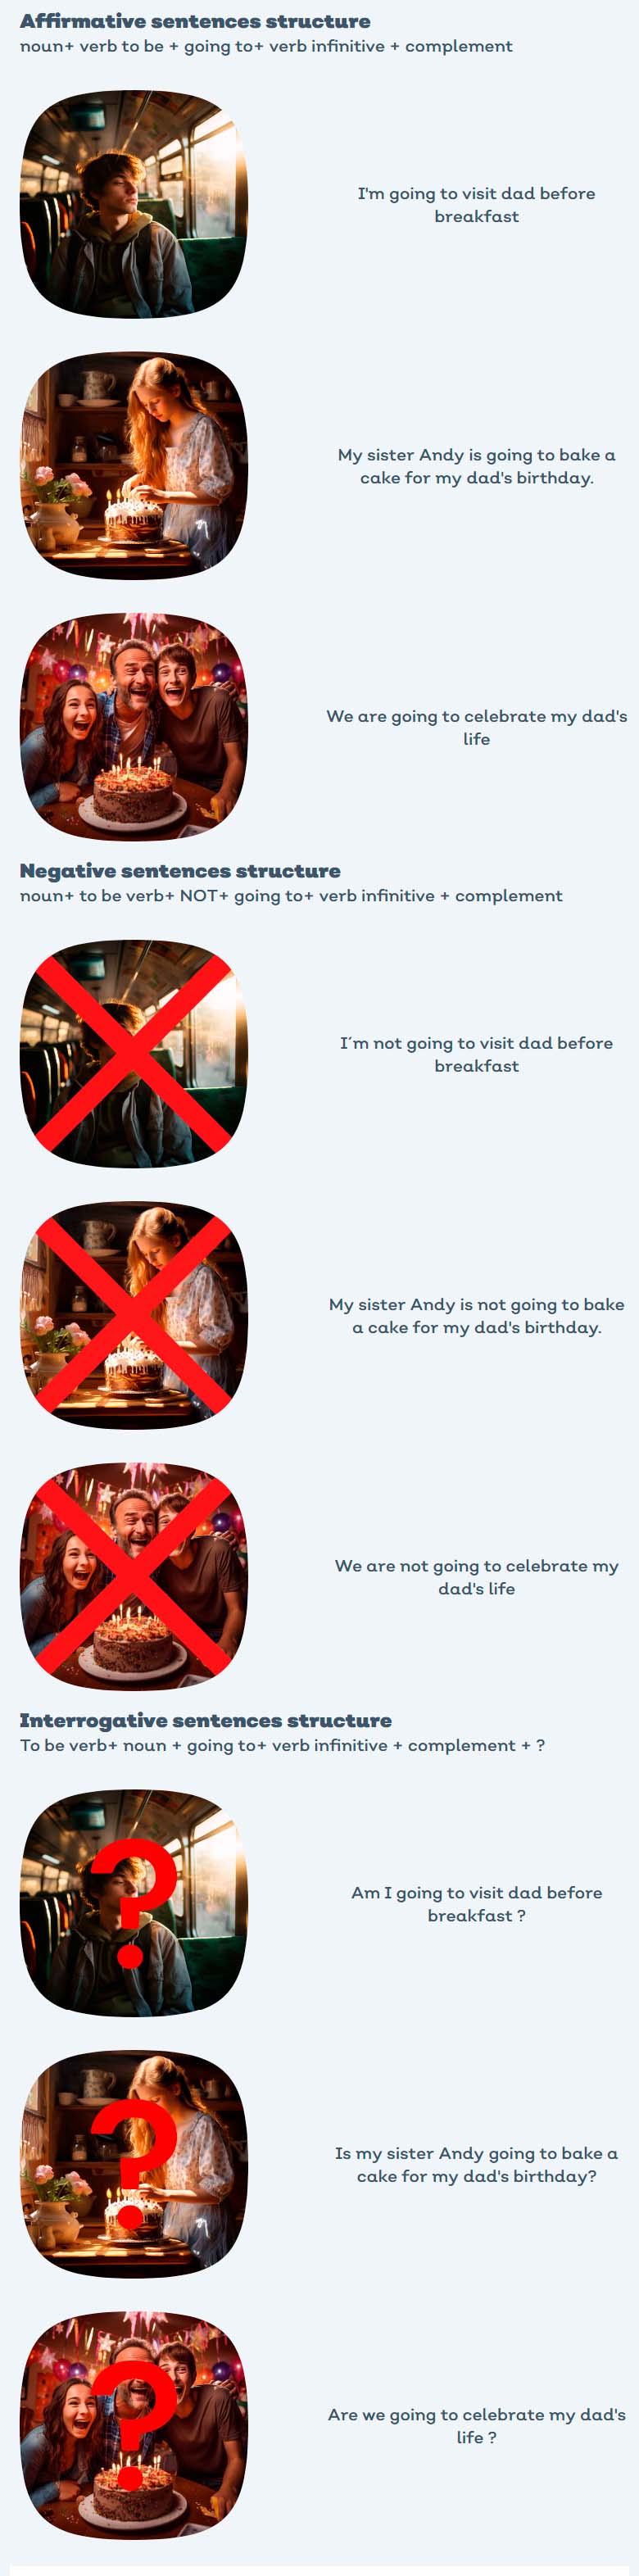 Affirmative sentences structure
noun+ verb to be + going to+ verb infinitive + complement
I'm going to visit dad before
breakfast
My sister Andy is going to bake a
cake for my dad's birthday.
We are going to celebrate my dad's
life
Negative sentences structure
noun+ to be verb+ NOT+ going to+ verb infinitive + complement
I´m not going to visit dad before
breakfast
My sister Andy is not going to bake
a cake for my dad's birthday.
We are not going to celebrate my
dad's life
Interrogative sentences structure
To be verb+ noun + going to+ verb infinitive + complement + ?
?
Am I going to visit dad before
breakfast ?
?
Is my sister Andy going to bake a
cake for my dad's birthday?
?
Are we going to celebrate my dad's
life ?